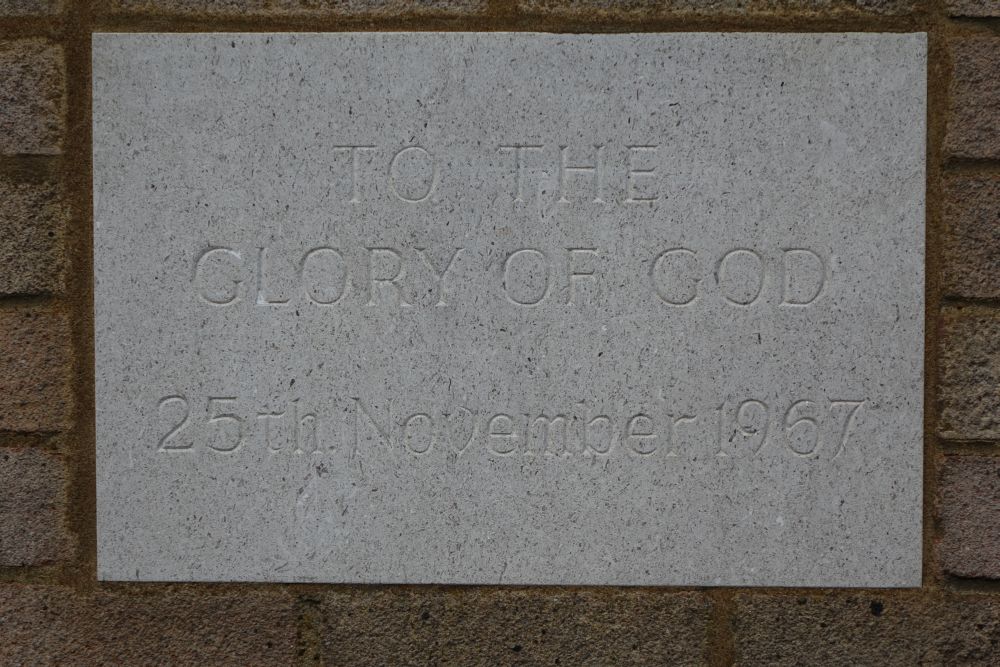 TO THE
GLORY OF GOD
25th. November 1967